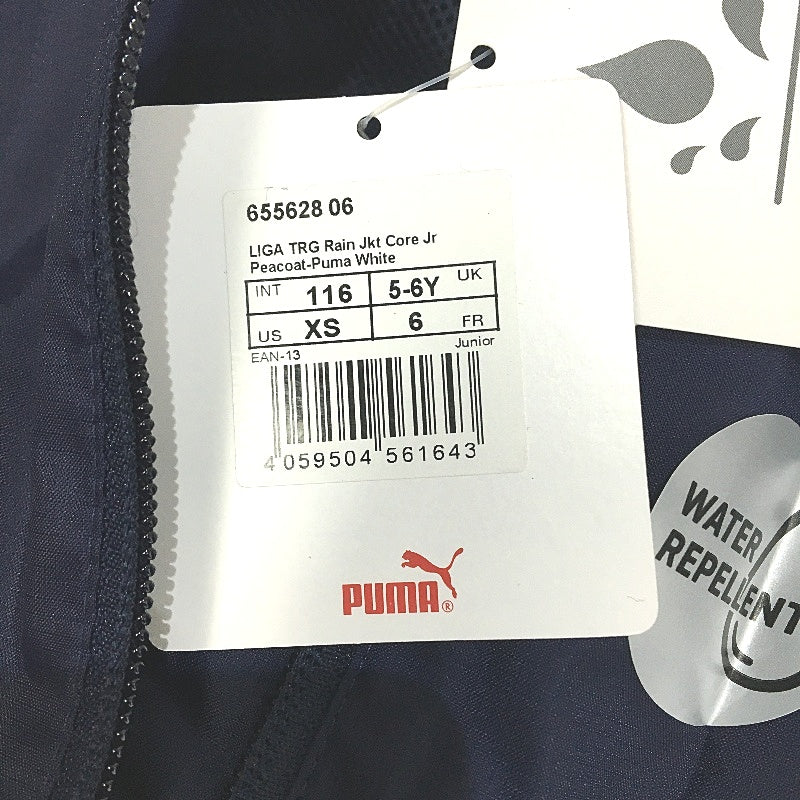 655628 06
LIGA TRG Rain Jkt Core Jr
Peacoat-Puma White
INT 116 5-6Y UK
US XS 6 FR
EAN-13 Junior
4 059504 561643
PUMA®
WATER
REPELLENT